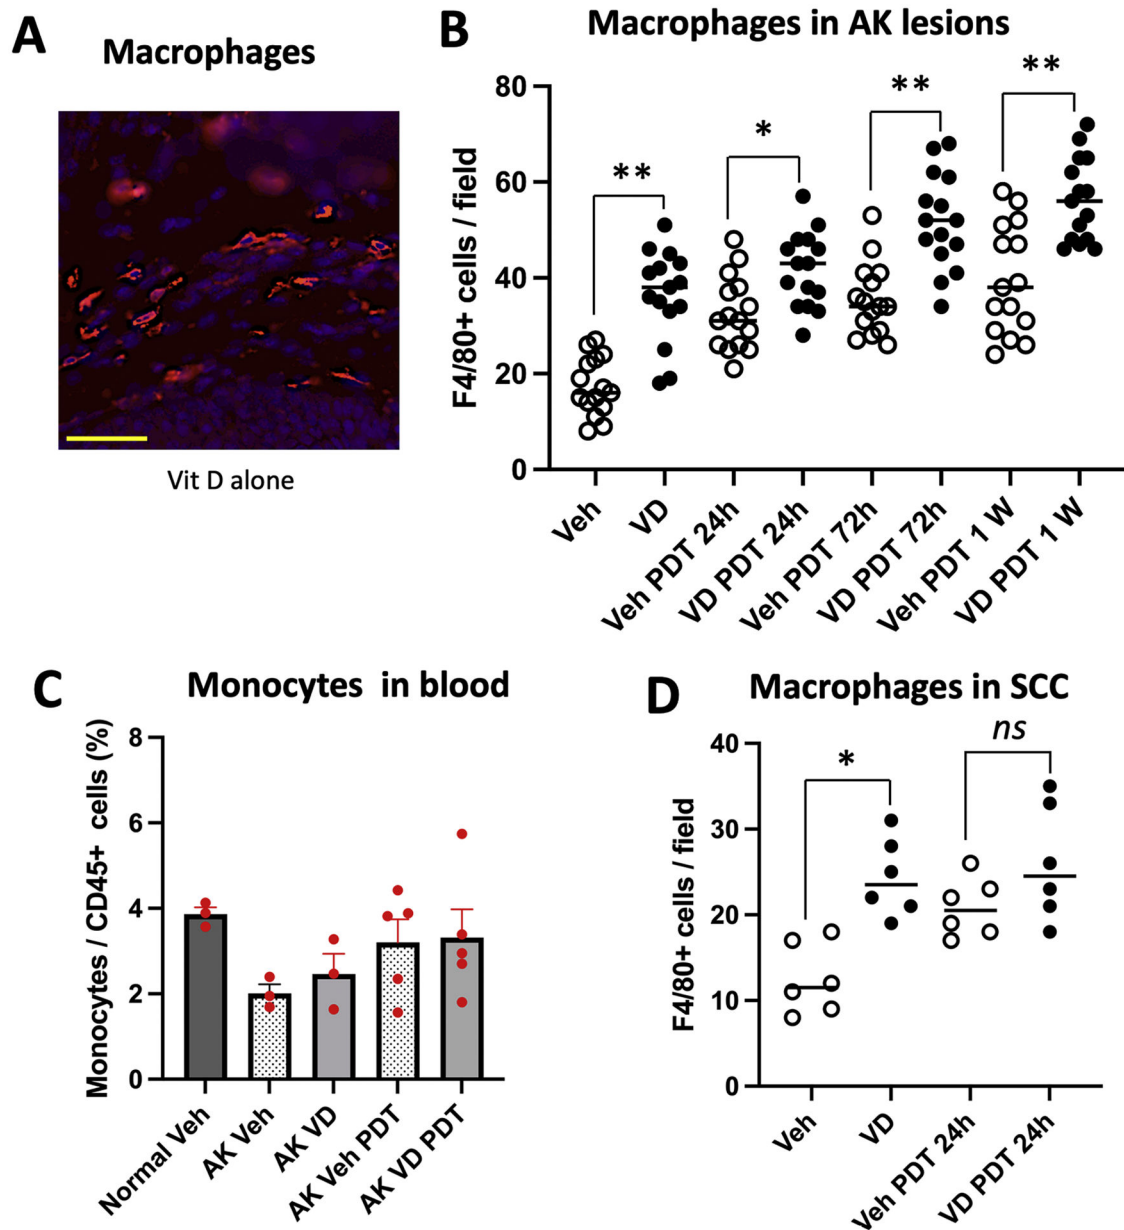 A
Macrophages
Vit D alone
B
Macrophages in AK lesions
F4/80+ cells / field
80
60
40
20
0
**
*
**
**
Veh
VD
Veh PDT 24h
VD PDT 24h
Veh PDT 72h
VD PDT 72h
Veh PDT 1 W
VD PDT 1 W
C
Monocytes in blood
Monocytes / CD45+ cells (%)
8
6
4
2
0
Normal Veh
AK Veh
AK VD
AK Veh PDT
AK VD PDT
D
Macrophages in SCC
F4/80+ cells / field
40
30
20
10
0
*
ns
Veh
VD
Veh PDT 24h
VD PDT 24h